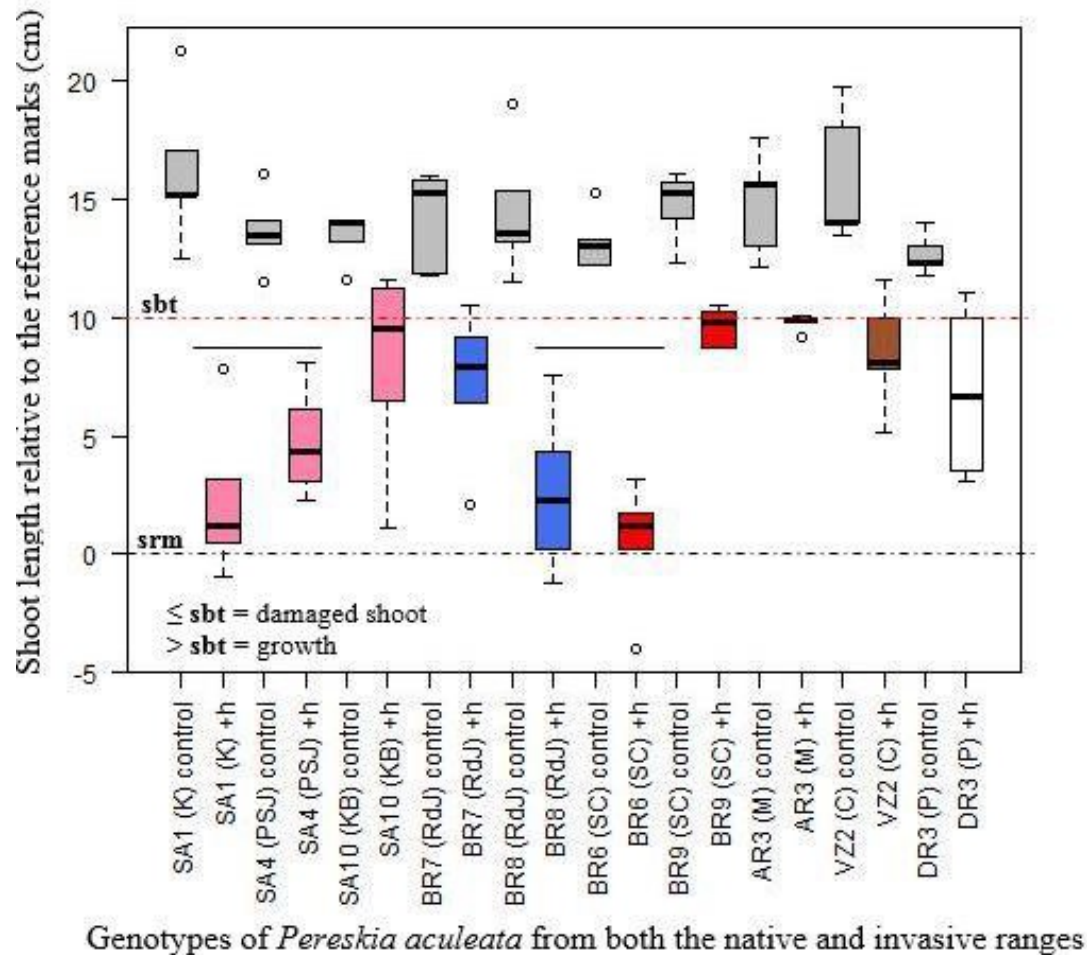 Shoot length relative to the reference marks (cm)
20
15
10
5
0
-5
sbt
srm
≤ sbt = damaged shoot
> sbt = growth
SA1 (K) control
SA1 (K) +h
SA4 (PSJ) control
SA4 (PSJ) +h
SA10 (KB) control
SA10 (KB) +h
BR7 (RdJ) control
BR7 (RdJ) +h
BR8 (RdJ) control
BR8 (RdJ) +h
BR6 (SC) control
BR6 (SC) +h
BR9 (SC) control
BR9 (SC) +h
AR3 (M) control
AR3 (M) +h
VZ2 (C) control
VZ2 (C) +h
DR3 (P) control
DR3 (P) +h
Genotypes of Pereskia aculeata from both the native and invasive ranges